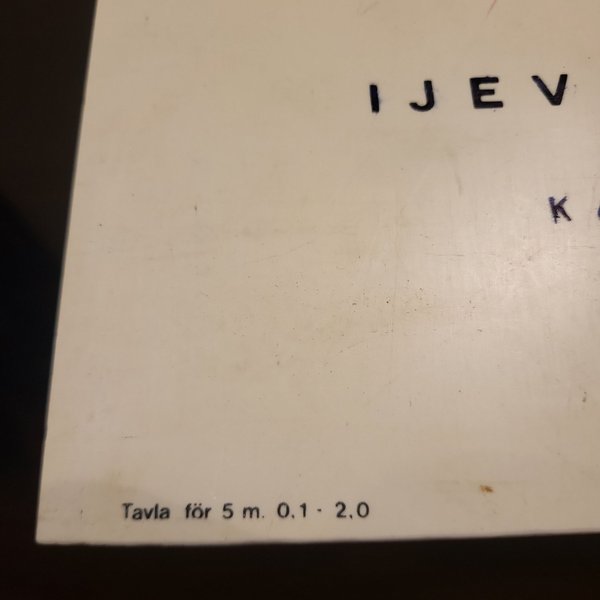 I J E V
K
Tavla för 5 m. 0,1 - 2,0